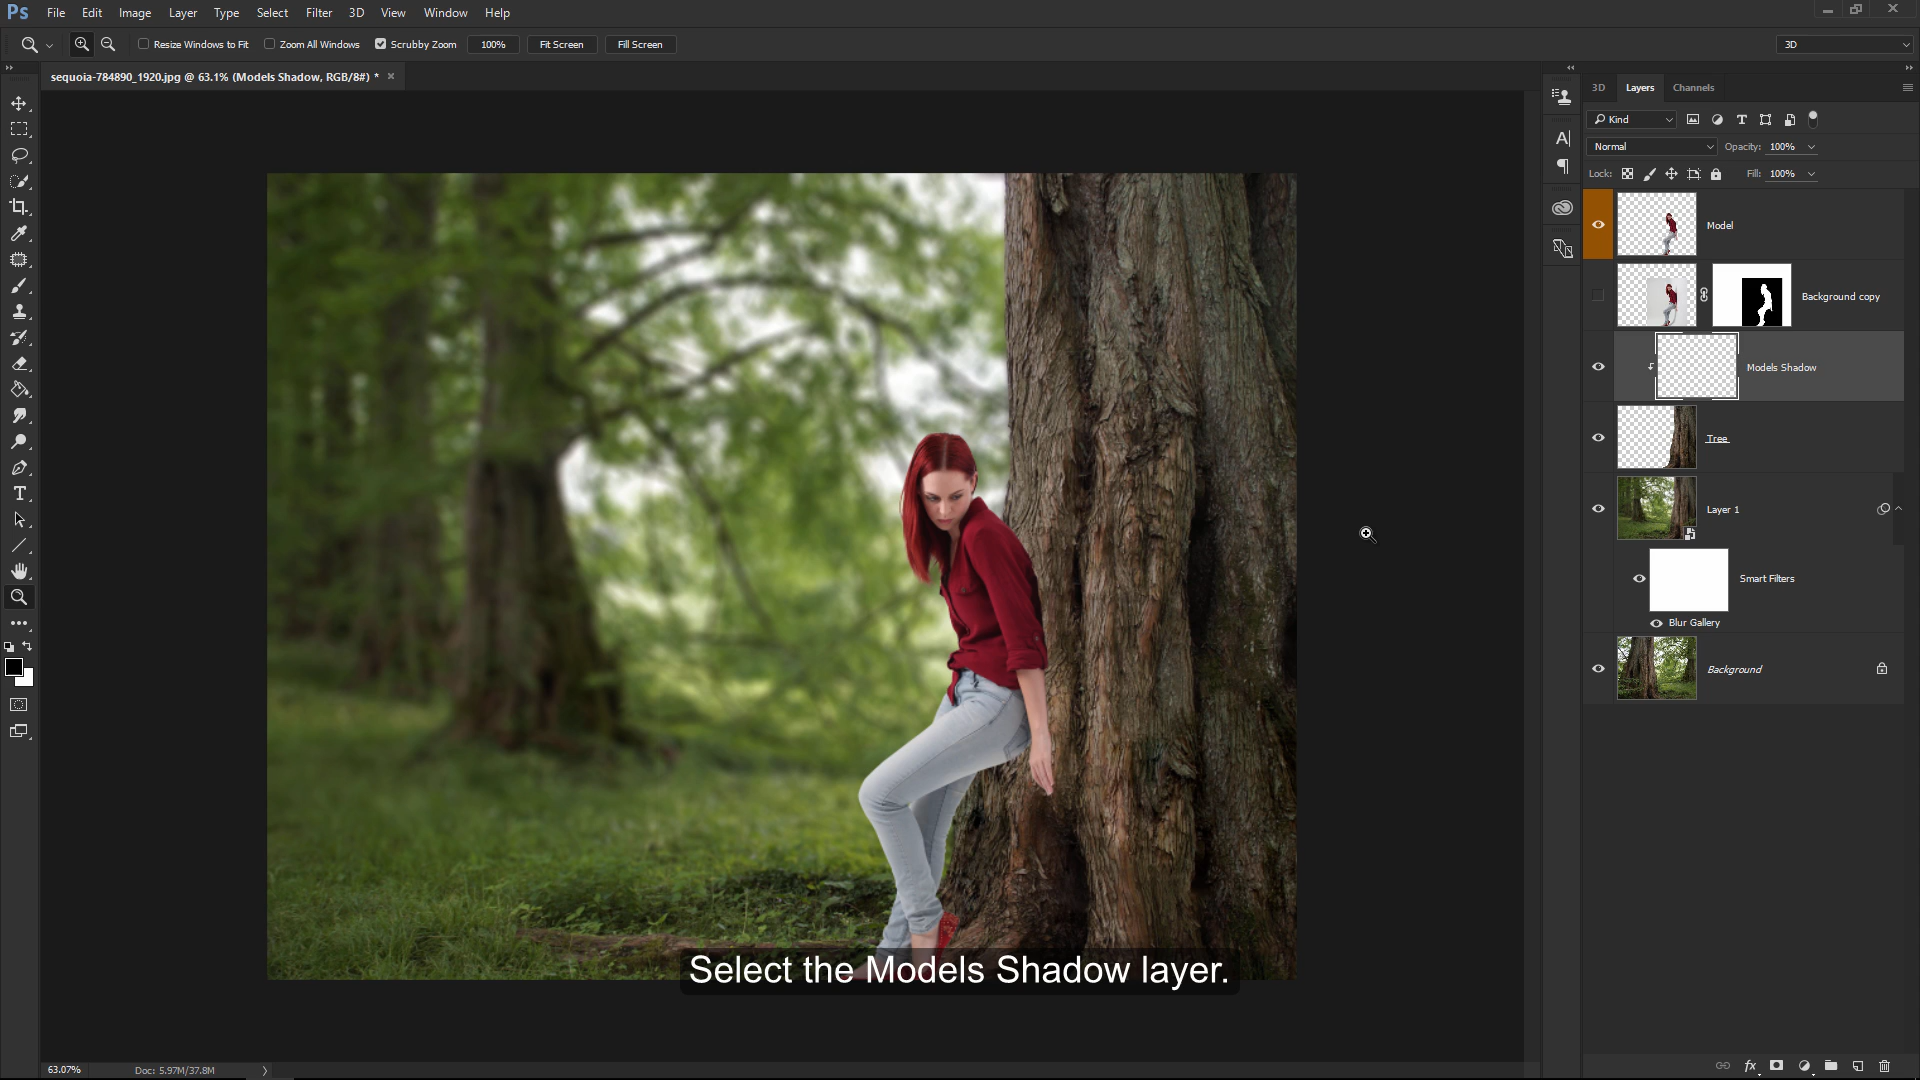 Ps File Edit Image Layer Type Select Filter 3D View Window Help
Resize Windows to Fit Zoom All Windows Scrubby Zoom 100% Fit Screen Fill Screen 3D
sequoia-784890_1920.jpg @ 63.1% (Models Shadow, RGB/8#) *
3D Layers Channels
Kind
Normal Opacity: 100%
Lock: Fill: 100%
Model
Background copy
Models Shadow
Tree
Layer 1
Smart Filters
Blur Gallery
Background
Select the Models Shadow layer.
63.07% Doc: 5.97M/37.8M
fx